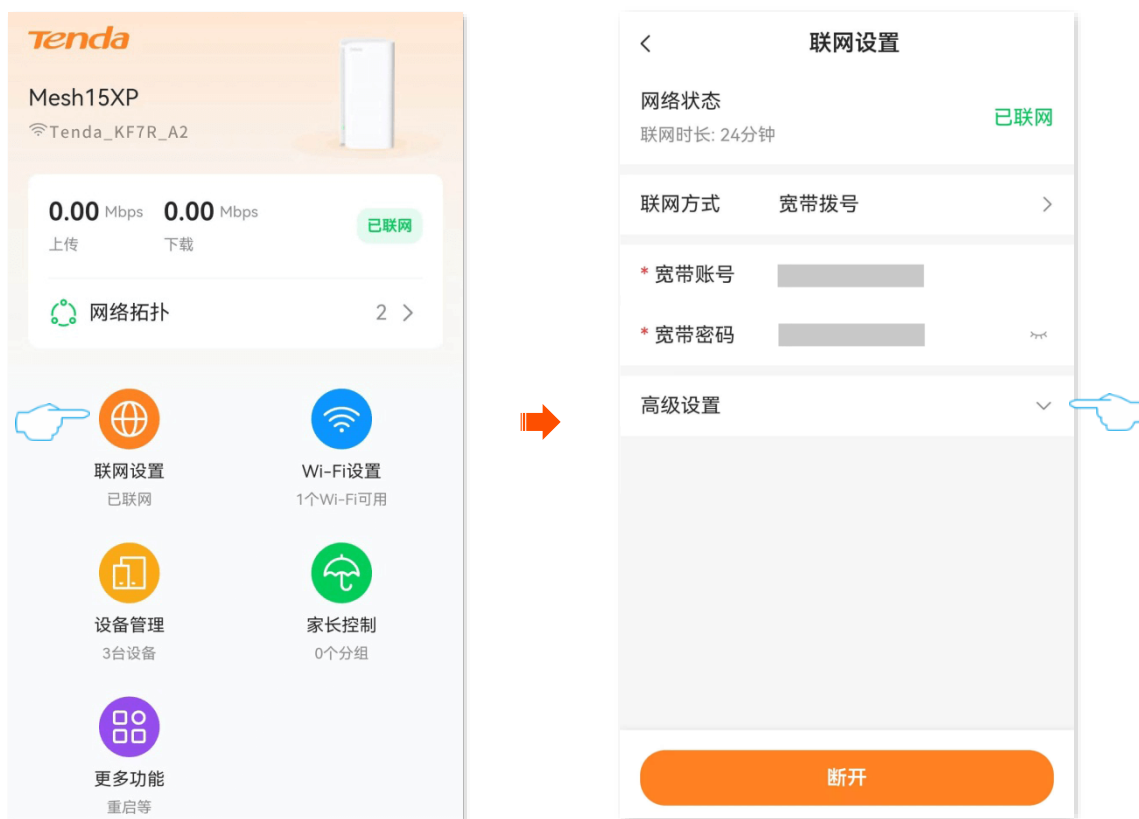 Tenda
Mesh15XP
Tenda_KF7R_A2
0.00 Mbps 0.00 Mbps
上传 下载
已联网
网络拓扑 2
联网设置 Wi-Fi设置
已联网 1个Wi-Fi可用
设备管理 家长控制
3台设备 0个分组
更多功能
重启等
联网设置
网络状态
联网时长: 24分钟
已联网
联网方式 宽带拨号
* 宽带账号
* 宽带密码
高级设置
断开